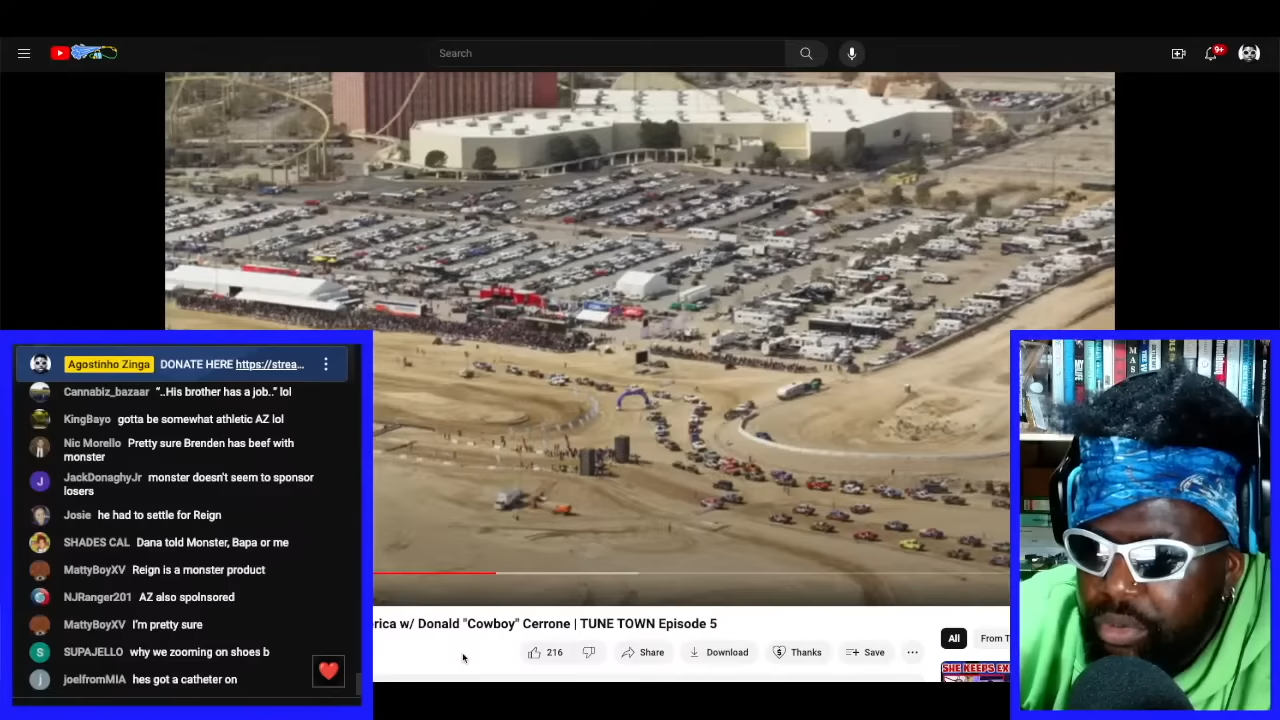 Search
9+
Agostinho Zinga DONATE HERE https://strea...
Cannabiz_bazaar "..His brother has a job.." lol
KingBayo gotta be somewhat athletic AZ lol
Nic Morello Pretty sure Brenden has beef with
monster
JackDonaghyJr monster doesn't seem to sponsor
losers
Josie he had to settle for Reign
SHADES CAL Dana told Monster, Bapa or me
MattyBoyXV Reign is a monster product
NJRanger201 AZ also spolnsored
MattyBoyXV I'm pretty sure
SUPAJELLO why we zooming on shoes b
joelfromMIA hes got a catheter on
rica w/ Donald "Cowboy" Cerrone | TUNE TOWN Episode 5
216 Share Download Thanks Save
All From T
SHE KEEPS EX